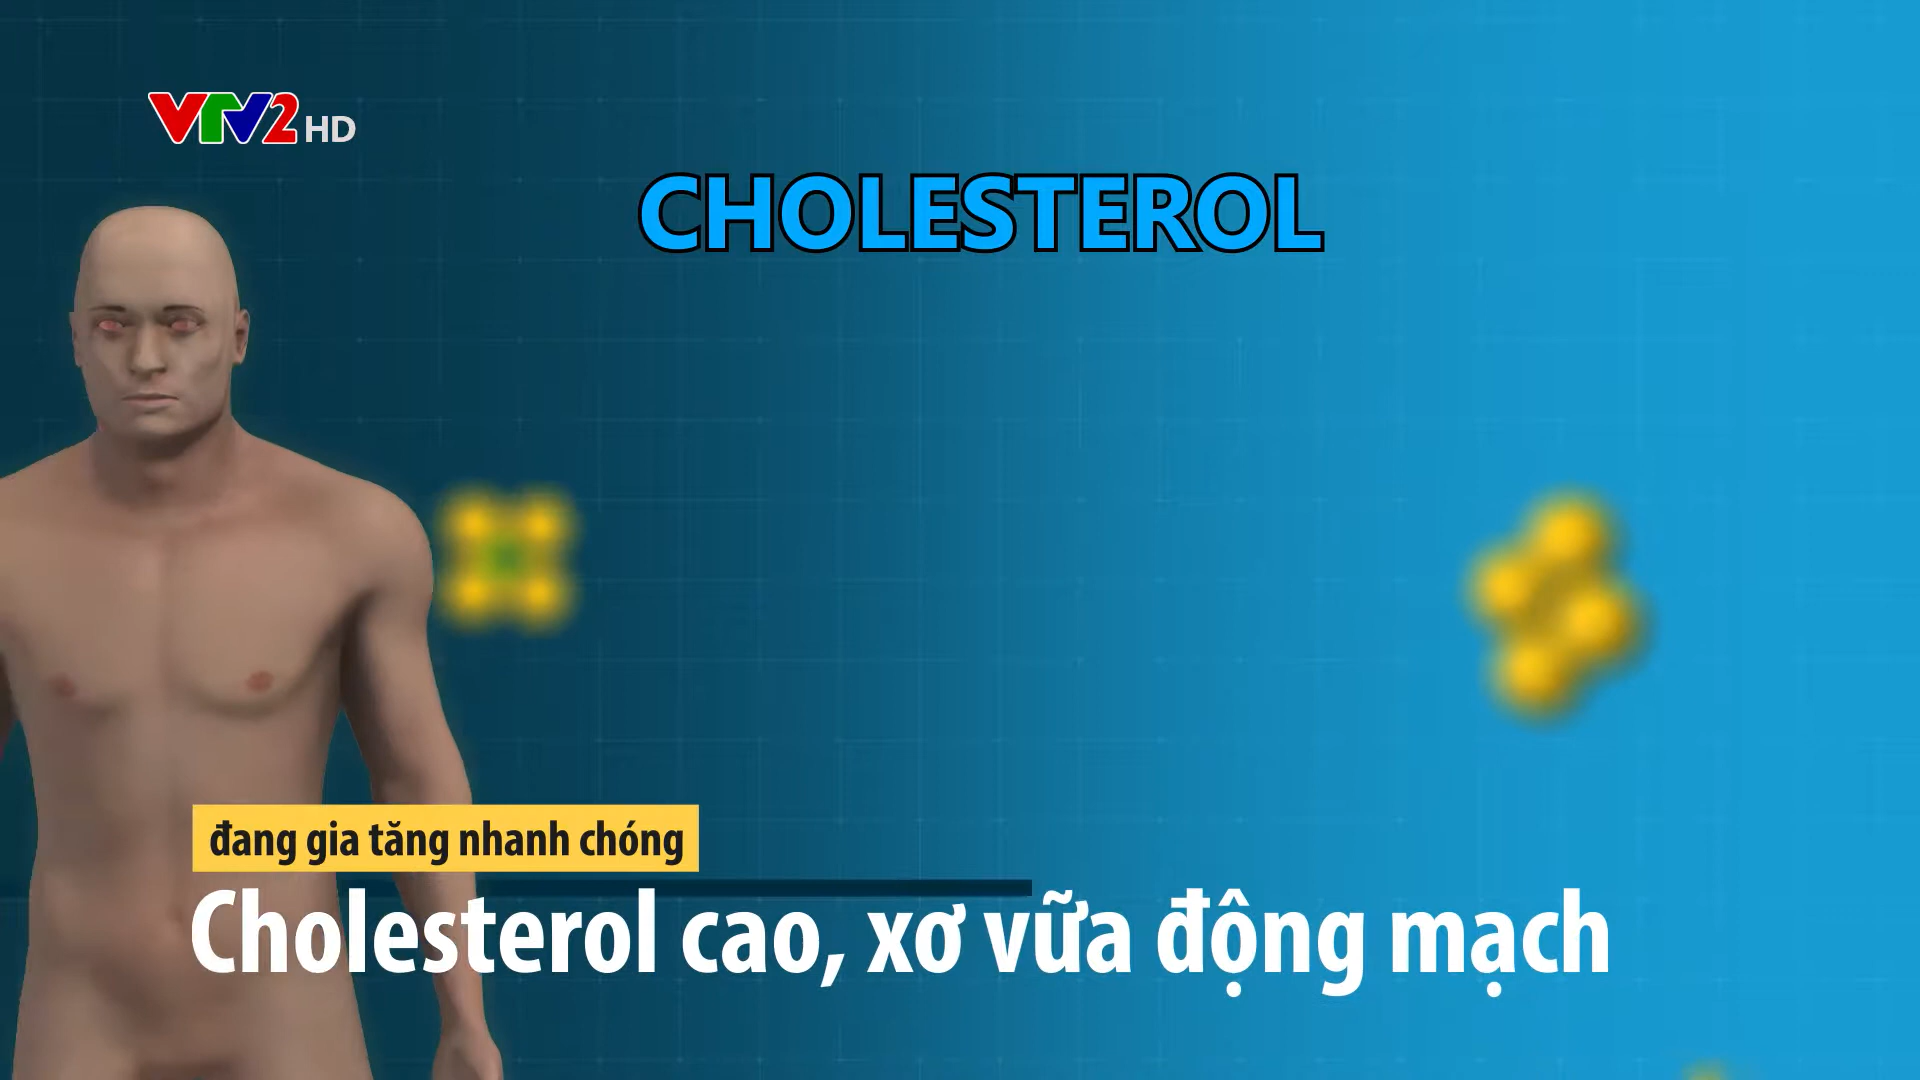 VTV2 HD
CHOLESTEROL
đang gia tăng nhanh chóng
Cholesterol cao, xơ vữa động mạch